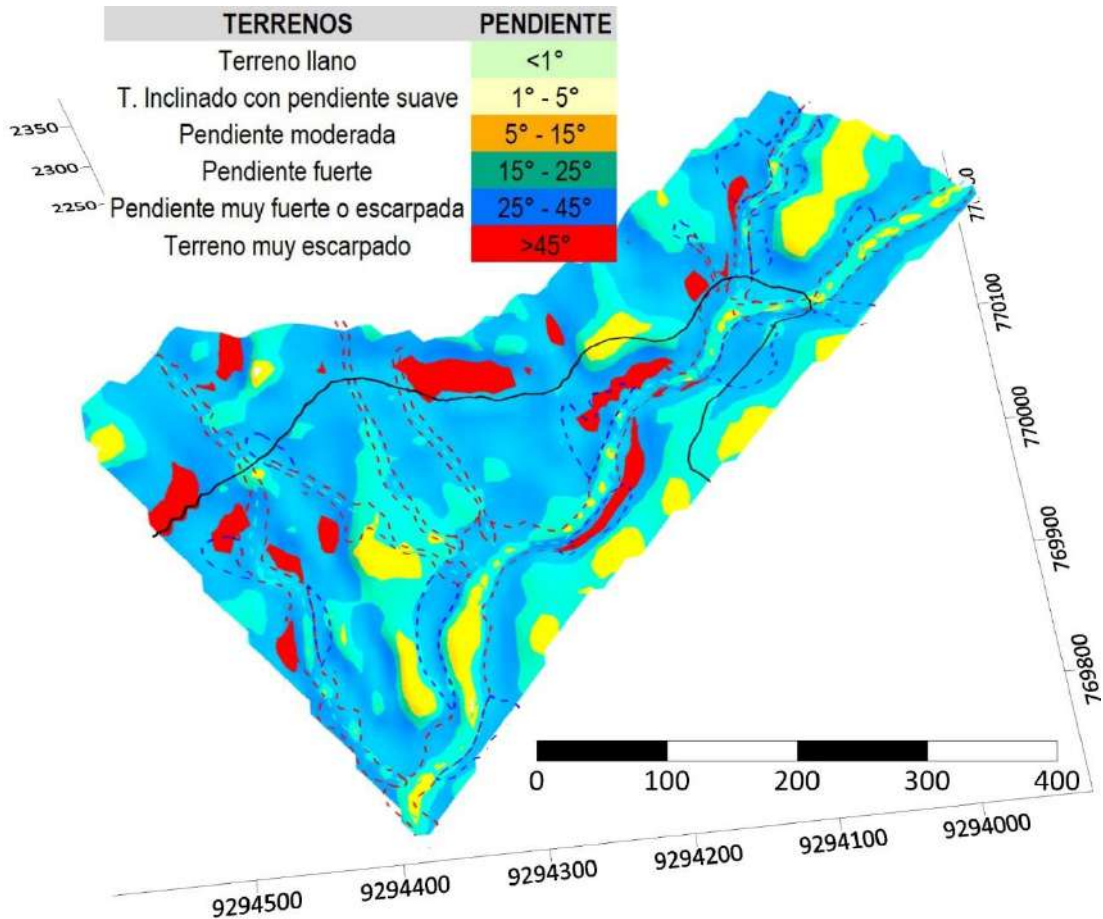 TERRENOS PENDIENTE
Terreno llano <1°
T. Inclinado con pendiente suave 1° - 5°
Pendiente moderada 5° - 15°
Pendiente fuerte 15° - 25°
Pendiente muy fuerte o escarpada 25° - 45°
Terreno muy escarpado >45°
2350
2300
2250
770100
770000
769900
769800
0 100 200 300 400
9294500 9294400 9294300 9294200 9294100 9294000